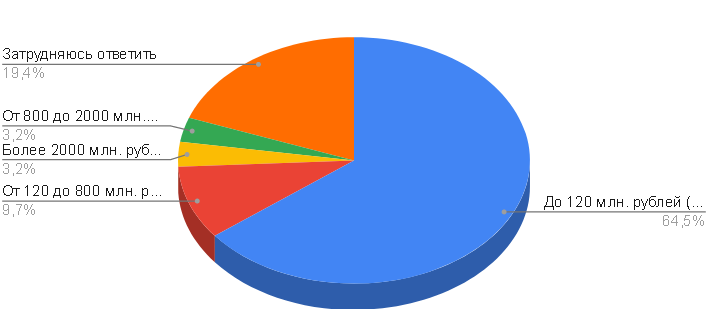 Затрудняюсь ответить
19,4%
От 800 до 2000 млн....
3,2%
Более 2000 млн. руб...
3,2%
От 120 до 800 млн. р...
9,7%
До 120 млн. рублей (...
64,5%